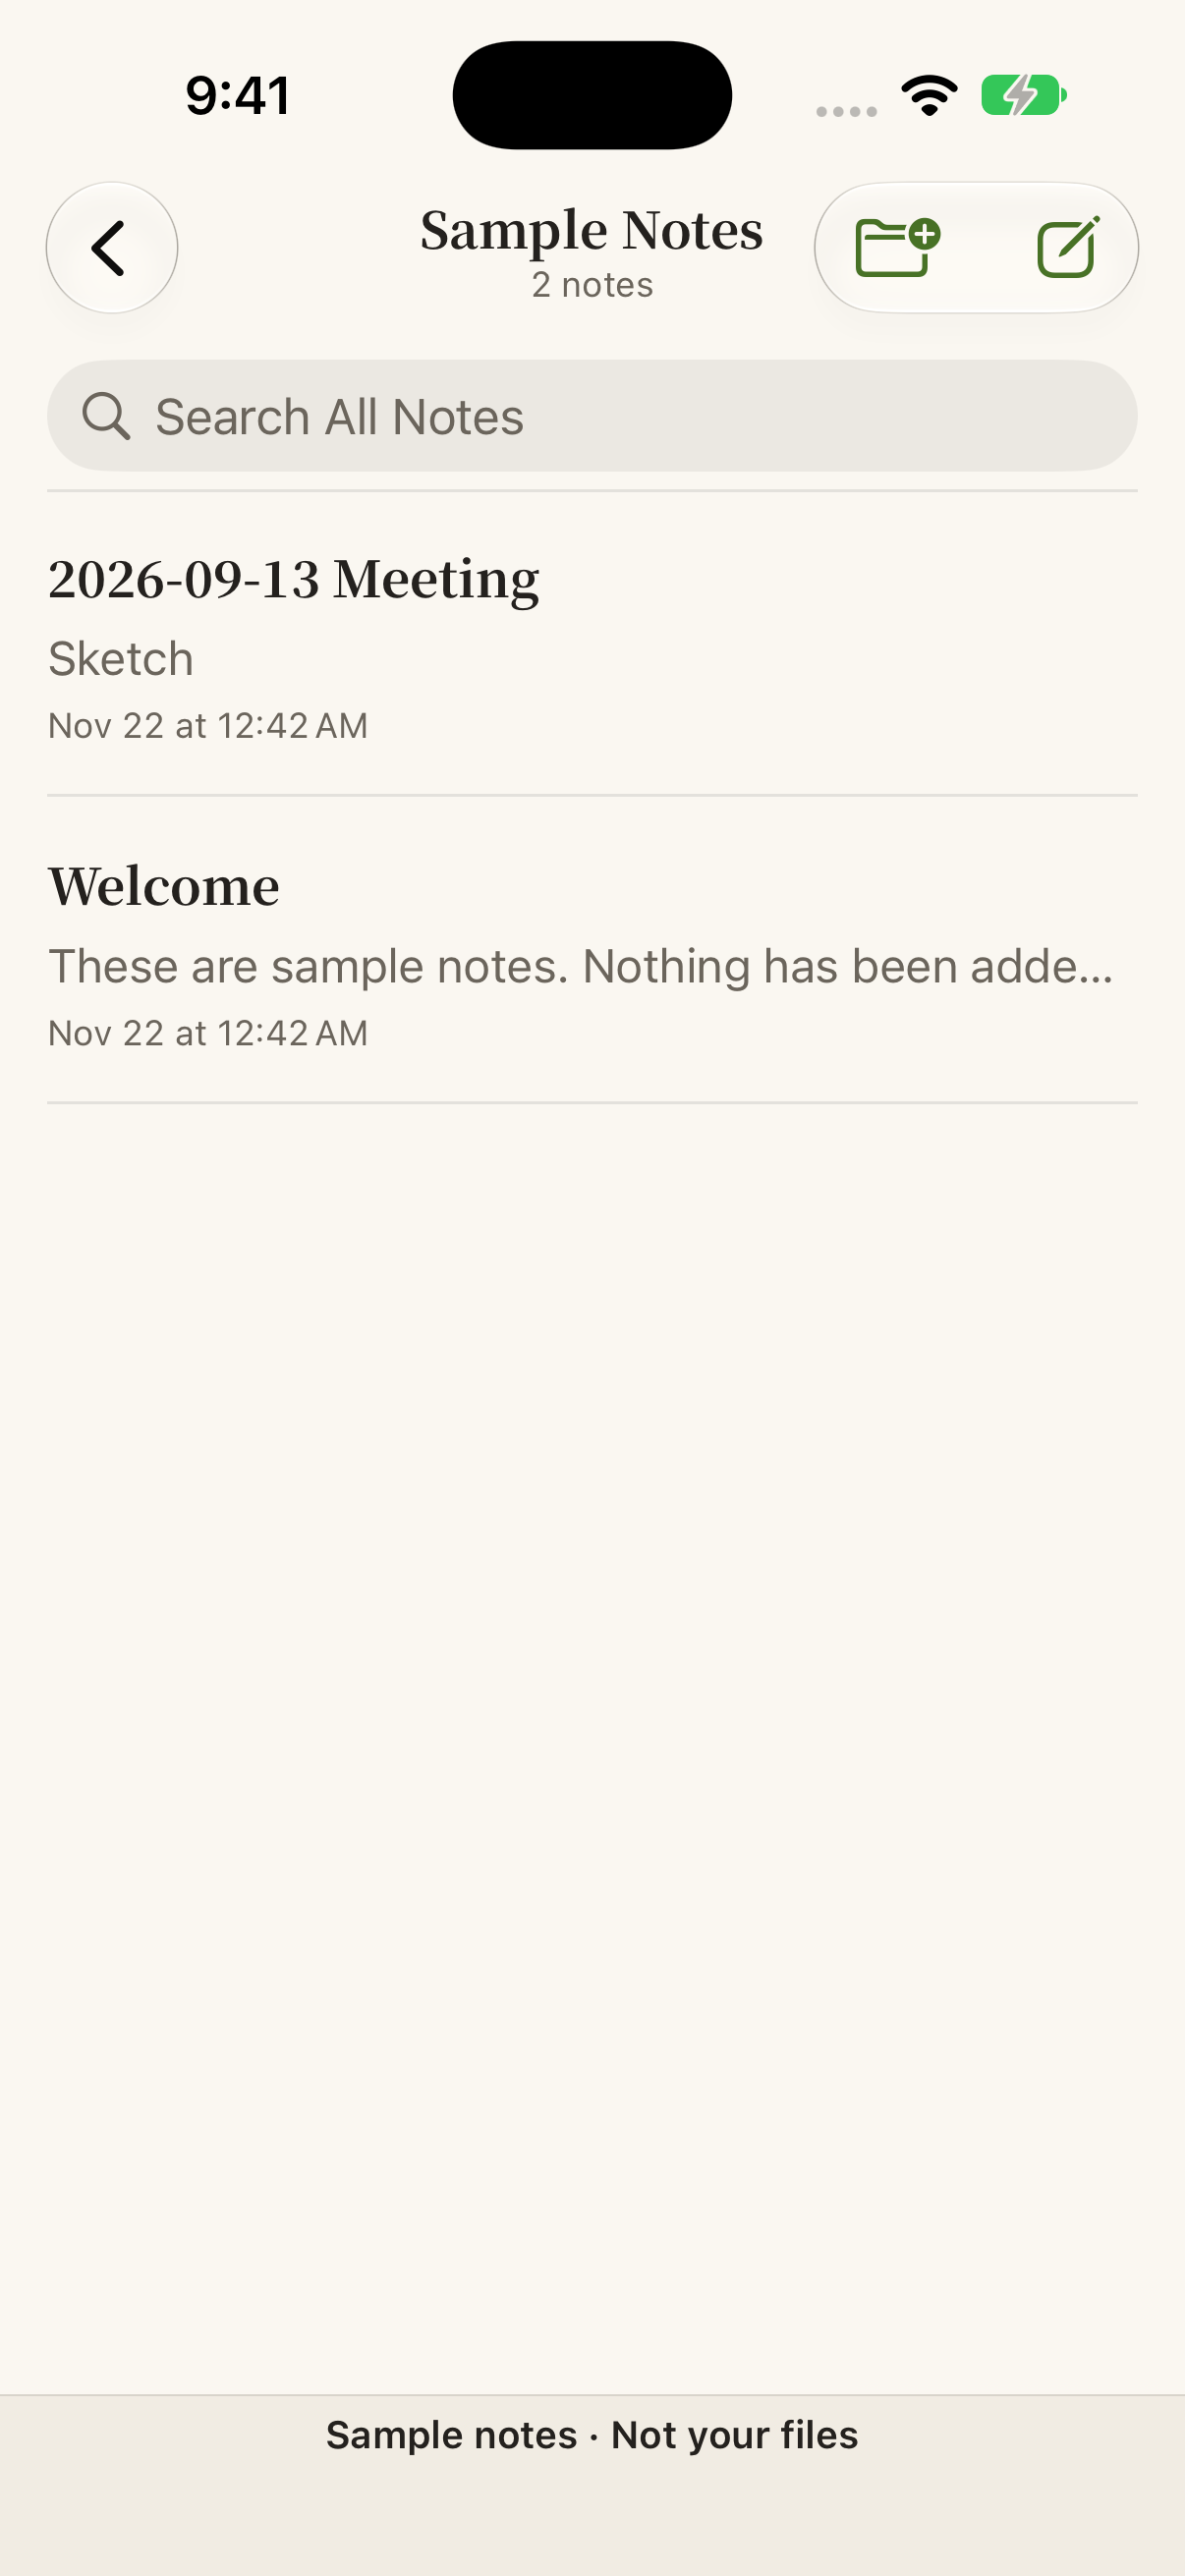 9:41
Sample Notes
2 notes
Search All Notes
2026-09-13 Meeting
Sketch
Nov 22 at 12:42 AM
Welcome
These are sample notes. Nothing has been adde...
Nov 22 at 12:42 AM
Sample notes · Not your files